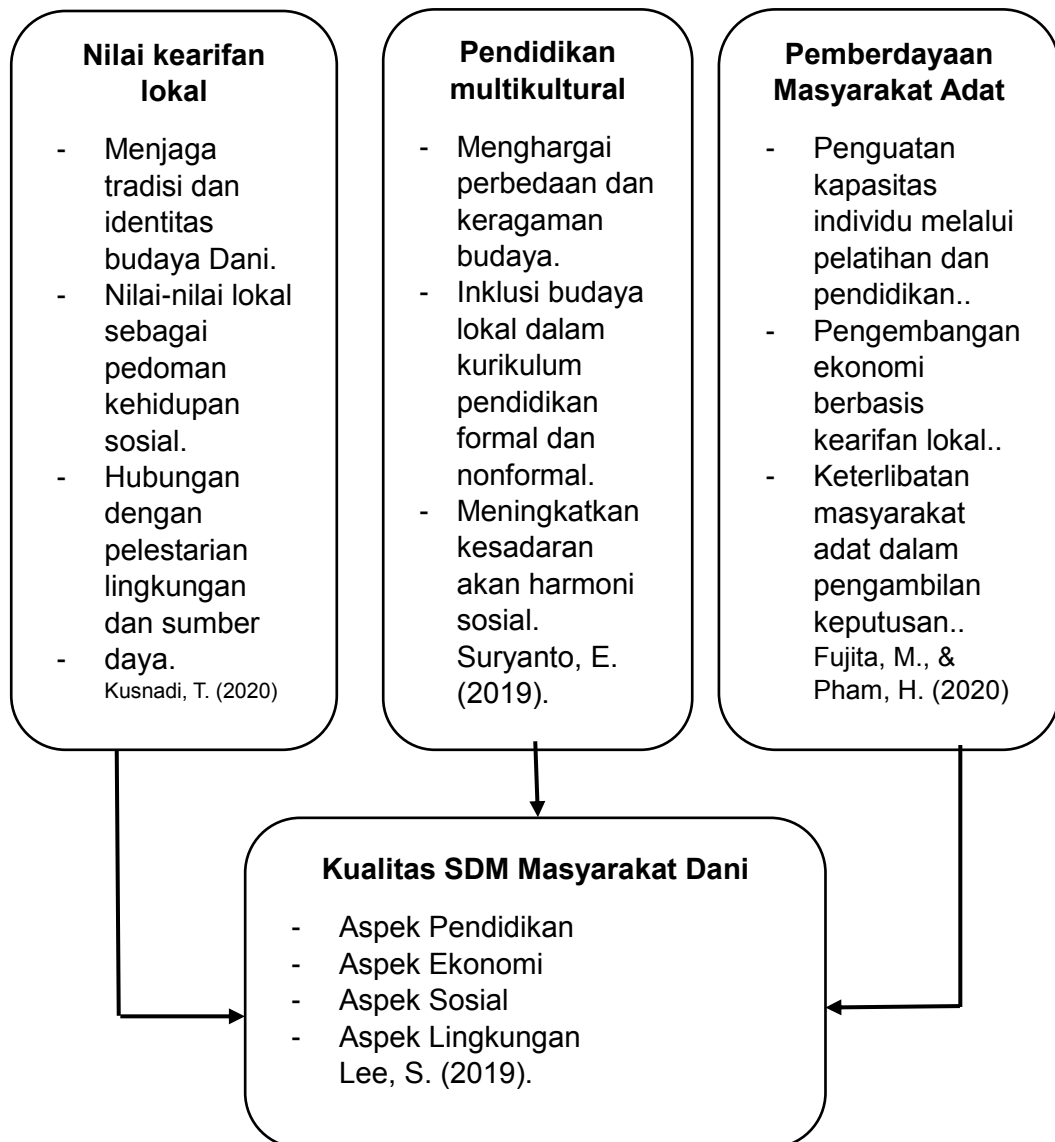 Nilai kearifan
lokal
- Menjaga
tradisi dan
identitas
budaya Dani.
- Nilai-nilai lokal
sebagai
pedoman
kehidupan
sosial.
- Hubungan
dengan
pelestarian
lingkungan
dan sumber
- daya.
Kusnadi, T. (2020)
Pendidikan
multikultural
- Menghargai
perbedaan dan
keragaman
budaya.
- Inklusi budaya
lokal dalam
kurikulum
pendidikan
formal dan
nonformal.
- Meningkatkan
kesadaran
akan harmoni
sosial.
Suryanto, E.
(2019).
Pemberdayaan
Masyarakat Adat
- Penguatan
kapasitas
individu melalui
pelatihan dan
pendidikan..
- Pengembangan
ekonomi
berbasis
kearifan lokal..
- Keterlibatan
masyarakat
adat dalam
pengambilan
keputusan..
Fujita, M., &
Pham, H. (2020)
Kualitas SDM Masyarakat Dani
- Aspek Pendidikan
- Aspek Ekonomi
- Aspek Sosial
- Aspek Lingkungan
Lee, S. (2019).